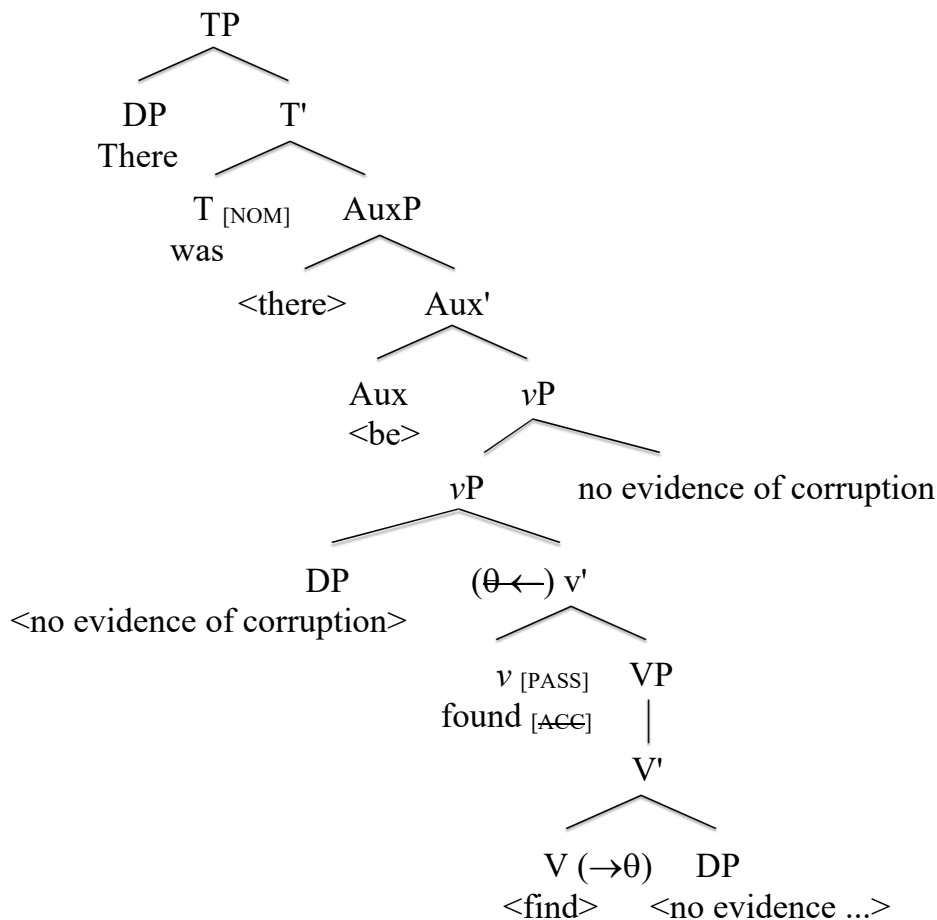 TP
DP T'
There
T [NOM] AuxP
was
<there> Aux'
Aux vP
<be>
vP no evidence of corruption
DP (θ ←) v'
<no evidence of corruption>
v [PASS] VP
found [ACC]
V'
V (→θ) DP
<find> <no evidence ...>